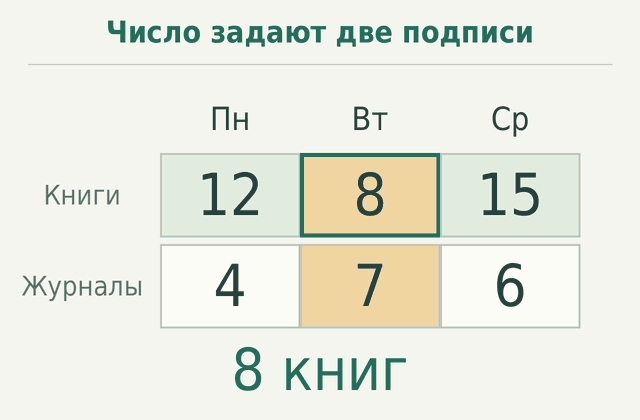 Число задают две подписи
Пн Вт Ср
Книги 12 8 15
Журналы 4 7 6
8 книг